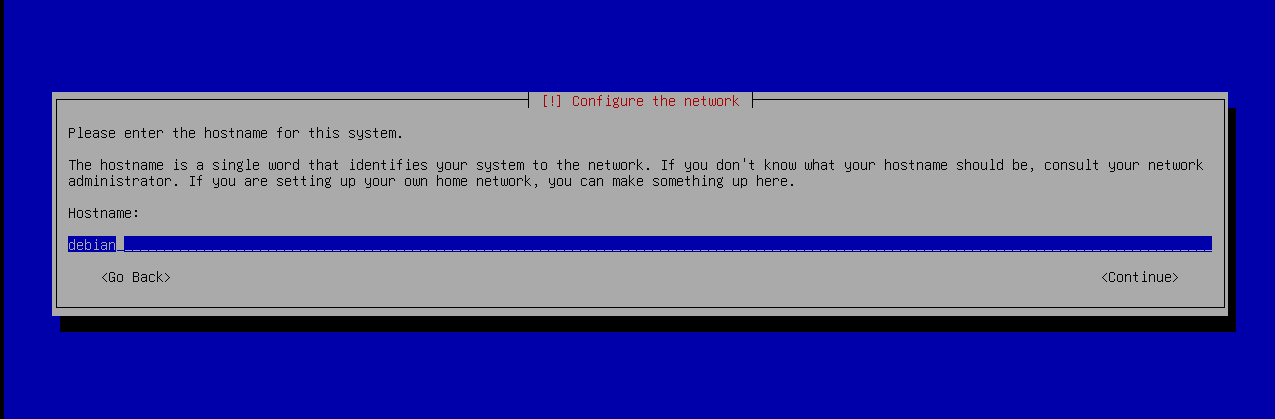 [!] Configure the network
Please enter the hostname for this system.
The hostname is a single word that identifies your system to the network. If you don't know what your hostname should be, consult your network
administrator. If you are setting up your own home network, you can make something up here.
Hostname:
debian
<Go Back> <Continue>